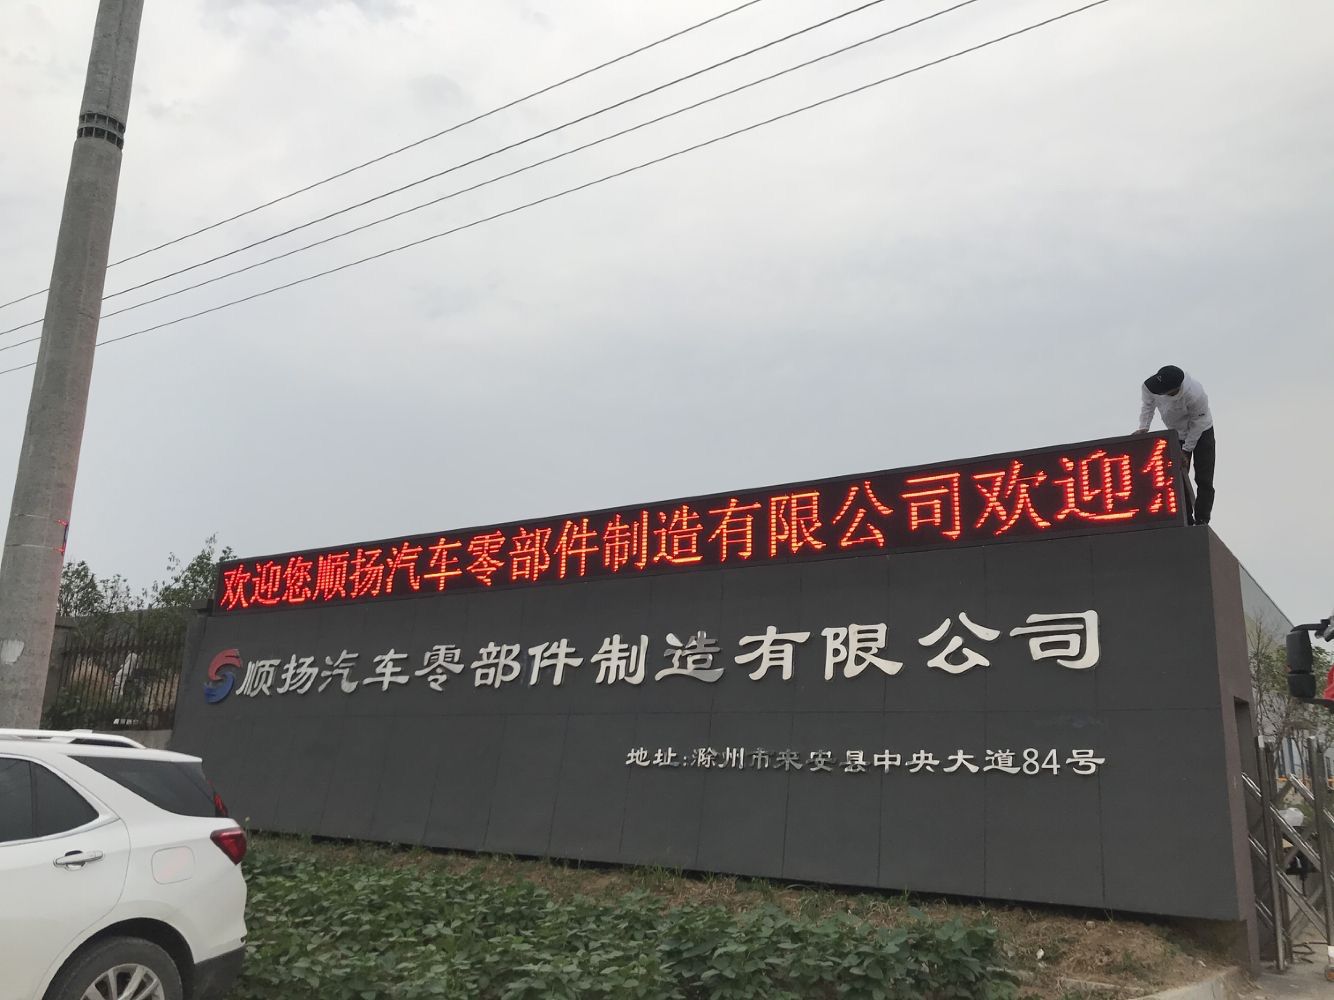 欢迎您顺扬汽车零部件制造有限公司欢迎
顺扬汽车零部件制造有限公司
地址:滁州市来安县中央大道84号